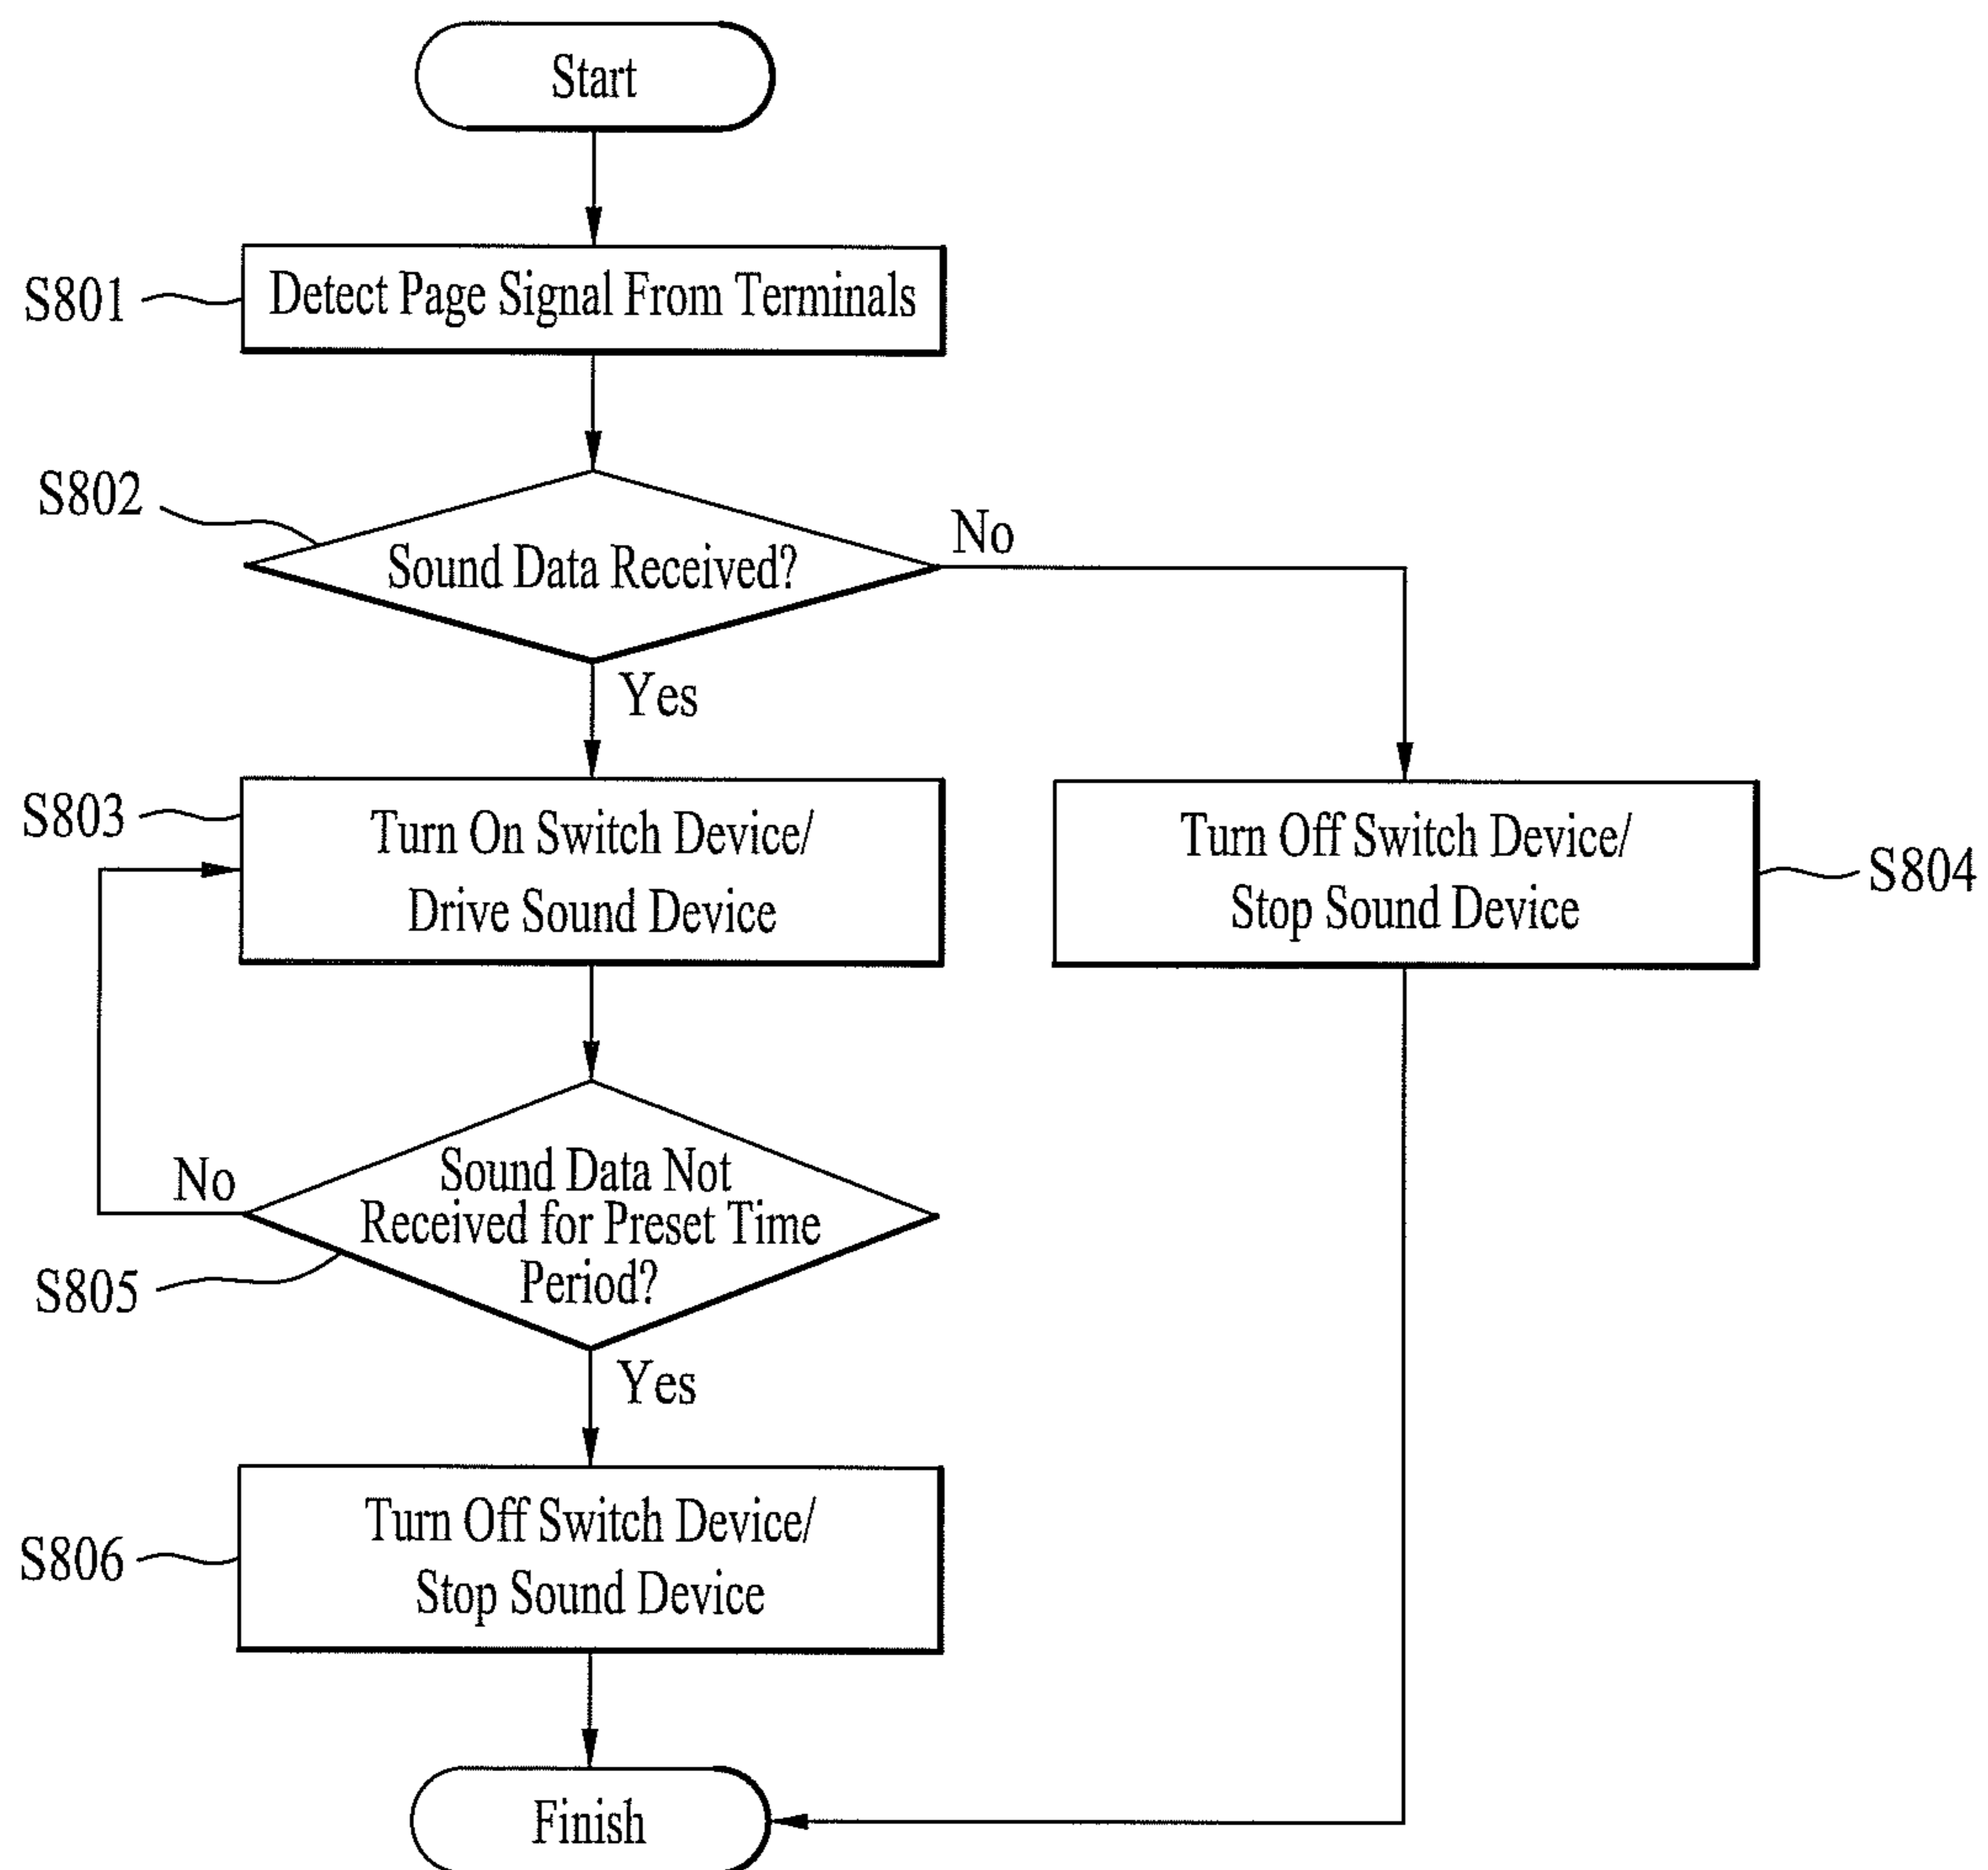 Start
S801
Detect Page Signal From Terminals
S802
Sound Data Received?
No
Yes
S803
Turn On Switch Device/
Drive Sound Device
Turn Off Switch Device/
Stop Sound Device
S804
No
Sound Data Not
Received for Preset Time
Period?
S805
Yes
S806
Turn Off Switch Device/
Stop Sound Device
Finish